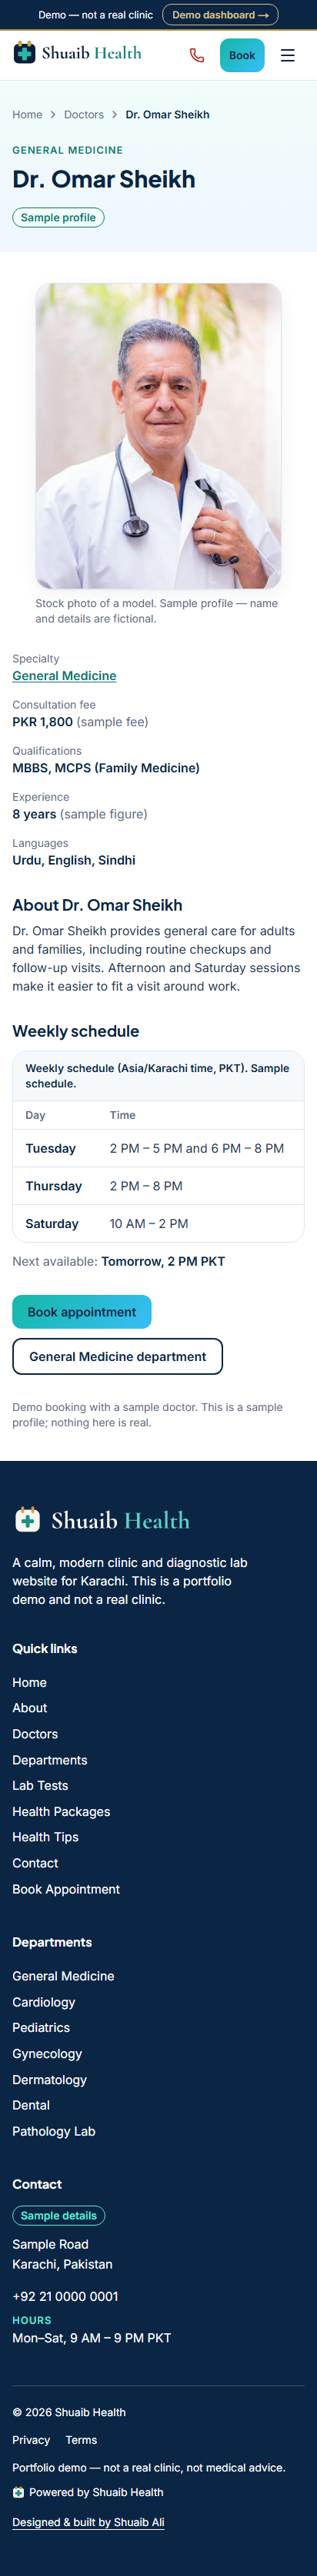 Demo — not a real clinic Demo dashboard →
Shuaib Health Book
Home > Doctors > Dr. Omar Sheikh
GENERAL MEDICINE
Dr. Omar Sheikh
Sample profile
Stock photo of a model. Sample profile — name
and details are fictional.
Specialty
General Medicine
Consultation fee
PKR 1,800 (sample fee)
Qualifications
MBBS, MCPS (Family Medicine)
Experience
8 years (sample figure)
Languages
Urdu, English, Sindhi
About Dr. Omar Sheikh
Dr. Omar Sheikh provides general care for adults
and families, including routine checkups and
follow-up visits. Afternoon and Saturday sessions
make it easier to fit a visit around work.
Weekly schedule
Weekly schedule (Asia/Karachi time, PKT). Sample
schedule.
Day Time
Tuesday 2 PM – 5 PM and 6 PM – 8 PM
Thursday 2 PM – 8 PM
Saturday 10 AM – 2 PM
Next available: Tomorrow, 2 PM PKT
Book appointment
General Medicine department
Demo booking with a sample doctor. This is a sample
profile; nothing here is real.
Shuaib Health
A calm, modern clinic and diagnostic lab
website for Karachi. This is a portfolio
demo and not a real clinic.
Quick links
Home
About
Doctors
Departments
Lab Tests
Health Packages
Health Tips
Contact
Book Appointment
Departments
General Medicine
Cardiology
Pediatrics
Gynecology
Dermatology
Dental
Pathology Lab
Contact
Sample details
Sample Road
Karachi, Pakistan
+92 21 0000 0001
HOURS
Mon–Sat, 9 AM – 9 PM PKT
© 2026 Shuaib Health
Privacy Terms
Portfolio demo — not a real clinic, not medical advice.
Powered by Shuaib Health
Designed & built by Shuaib Ali